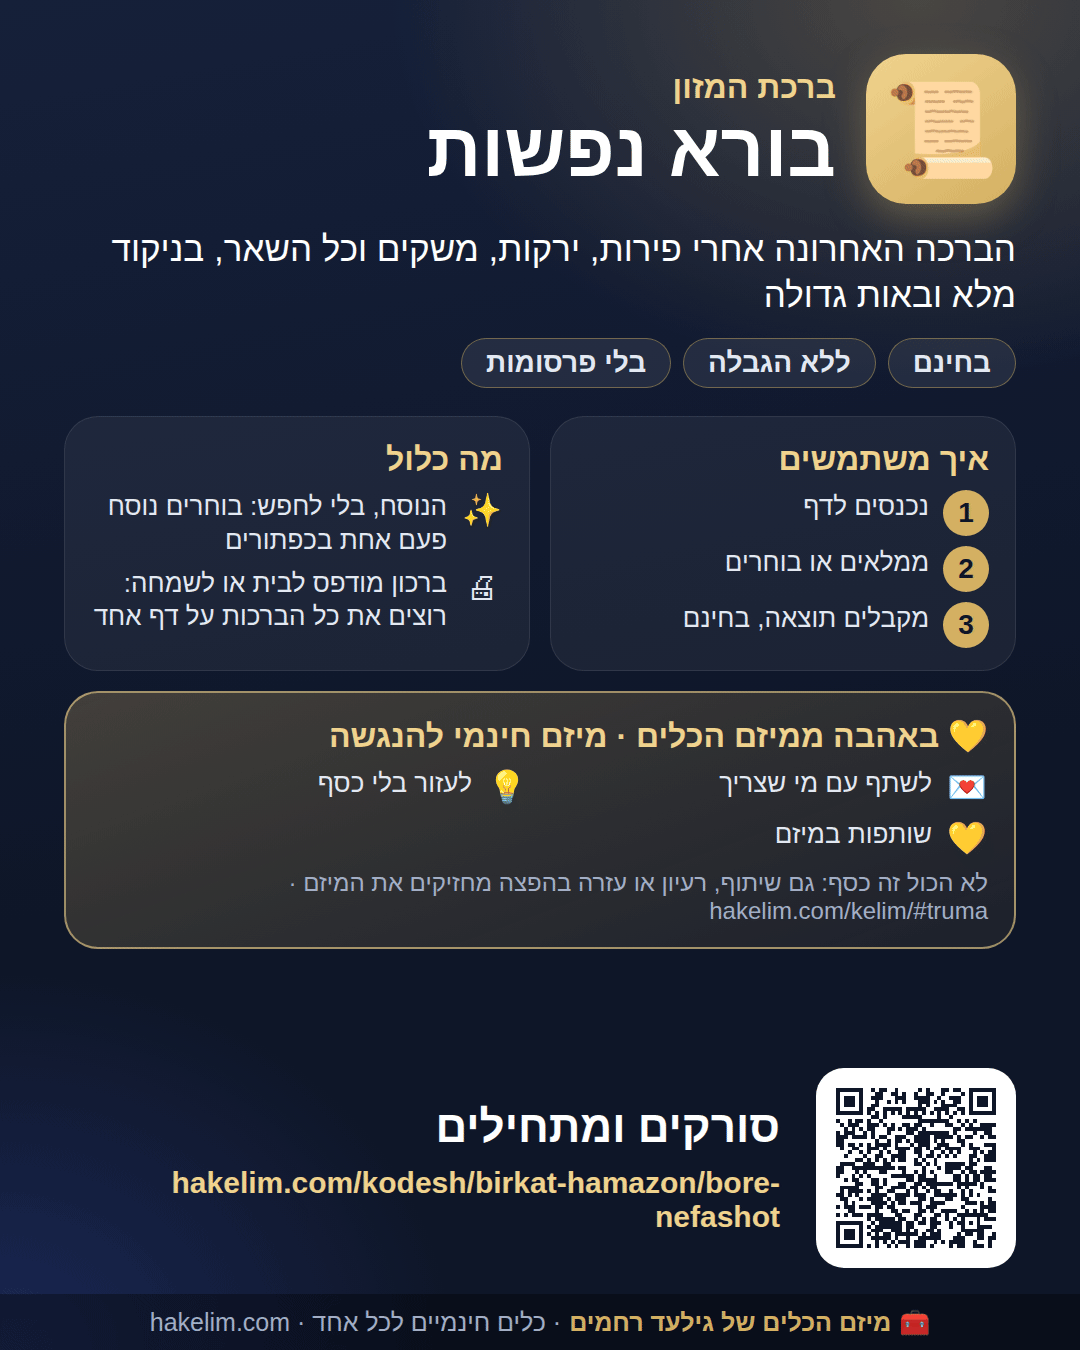 ברכת המזון
בורא נפשות
הברכה האחרונה אחרי פירות, ירקות, משקים וכל השאר, בניקוד
מלא ובאות גדולה
בחינם
ללא הגבלה
בלי פרסומות
איך משתמשים
1 נכנסים לדף
2 ממלאים או בוחרים
3 מקבלים תוצאה, בחינם
מה כלול
✨ הנוסח, בלי לחפש: בוחרים נוסח
פעם אחת בכפתורים
🖨 ברכון מודפס לבית או לשמחה:
רוצים את כל הברכות על דף אחד
💛 באהבה ממיזם הכלים · מיזם חינמי להנגשה
💌 לשתף עם מי שצריך
💡 לעזור בלי כסף
💛 שותפות במיזם
לא הכול זה כסף: גם שיתוף, רעיון או עזרה בהפצה מחזיקים את המיזם ·
hakelim.com/kelim/#truma
סורקים ומתחילים
hakelim.com/kodesh/birkat-hamazon/bore-
nefashot
🧰 מיזם הכלים של גילעד רחמים · כלים חינמיים לכל אחד · hakelim.com